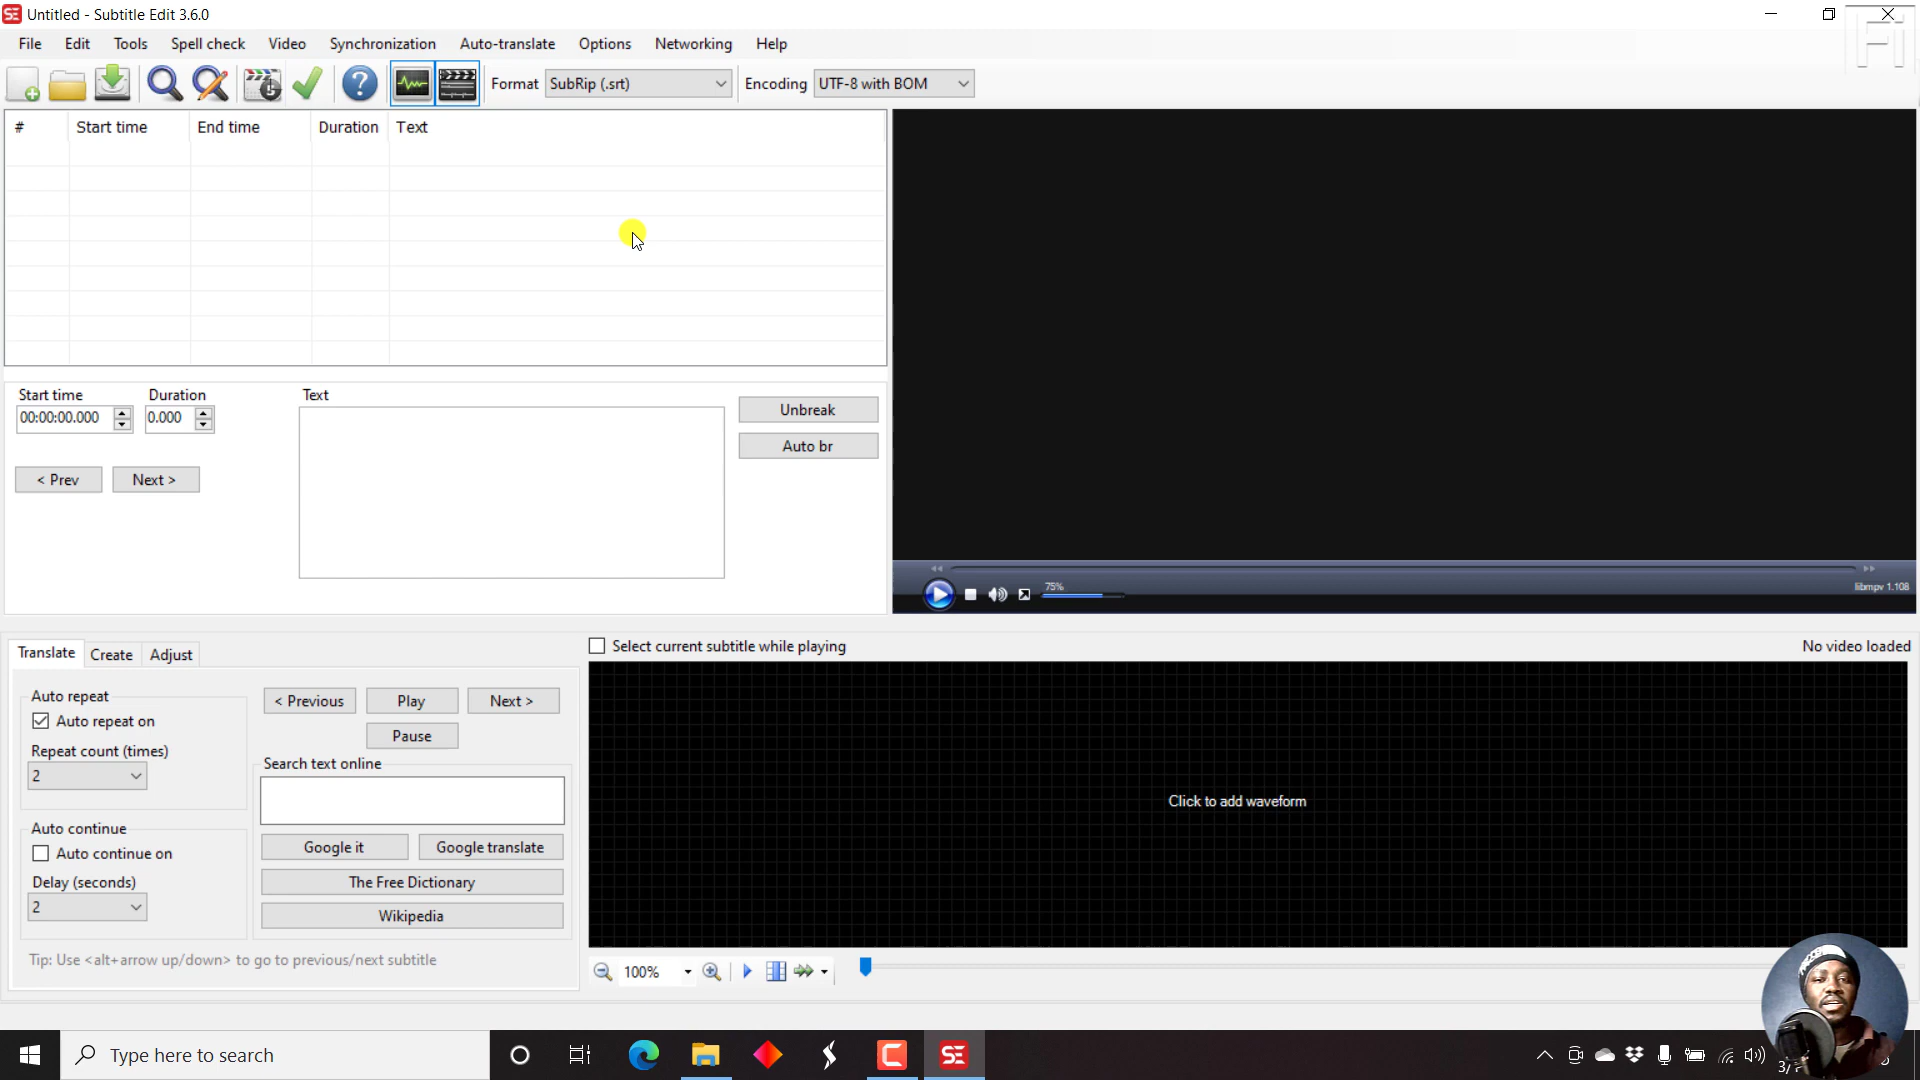 SE Untitled - Subtitle Edit 3.6.0
File Edit Tools Spell check Video Synchronization Auto-translate Options Networking Help
Format SubRip (.srt) Encoding UTF-8 with BOM
# Start time End time Duration Text
Start time Duration Text
00:00:00.000 0.000
Unbreak
Auto br
< Prev Next >
75%
libmpv 1.108
Translate Create Adjust
Select current subtitle while playing No video loaded
Auto repeat
Auto repeat on
Repeat count (times)
2
< Previous Play Next >
Pause
Search text online
Auto continue
Auto continue on
Delay (seconds)
2
Google it Google translate
The Free Dictionary
Wikipedia
Tip: Use <alt+arrow up/down> to go to previous/next subtitle
Click to add waveform
100%
Type here to search
SE